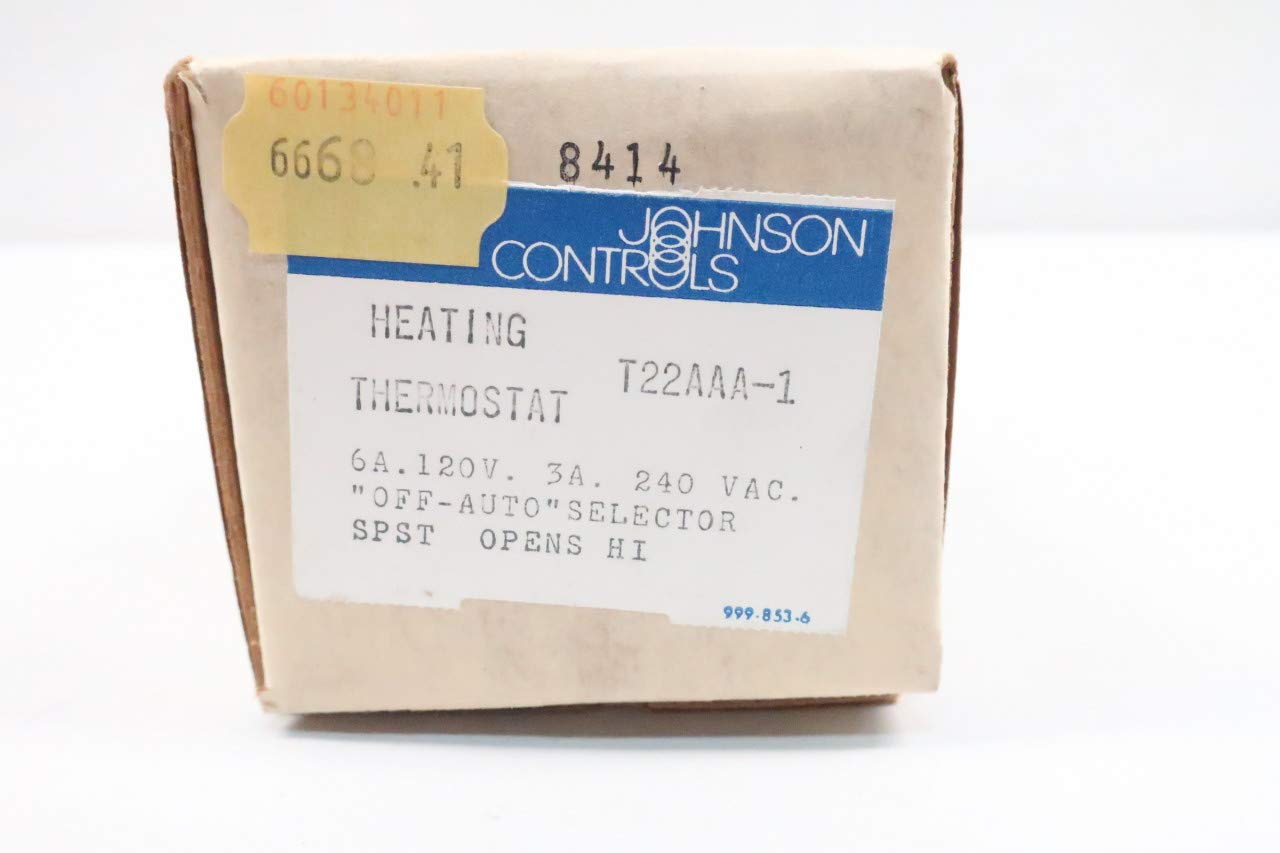 60134011
6668 .41
8414
JOHNSON
CONTROLS
HEATING
T22AAA-1
THERMOSTAT
6A.120V. 3A. 240 VAC.
"OFF-AUTO"SELECTOR
SPST OPENS HI
999-853-6